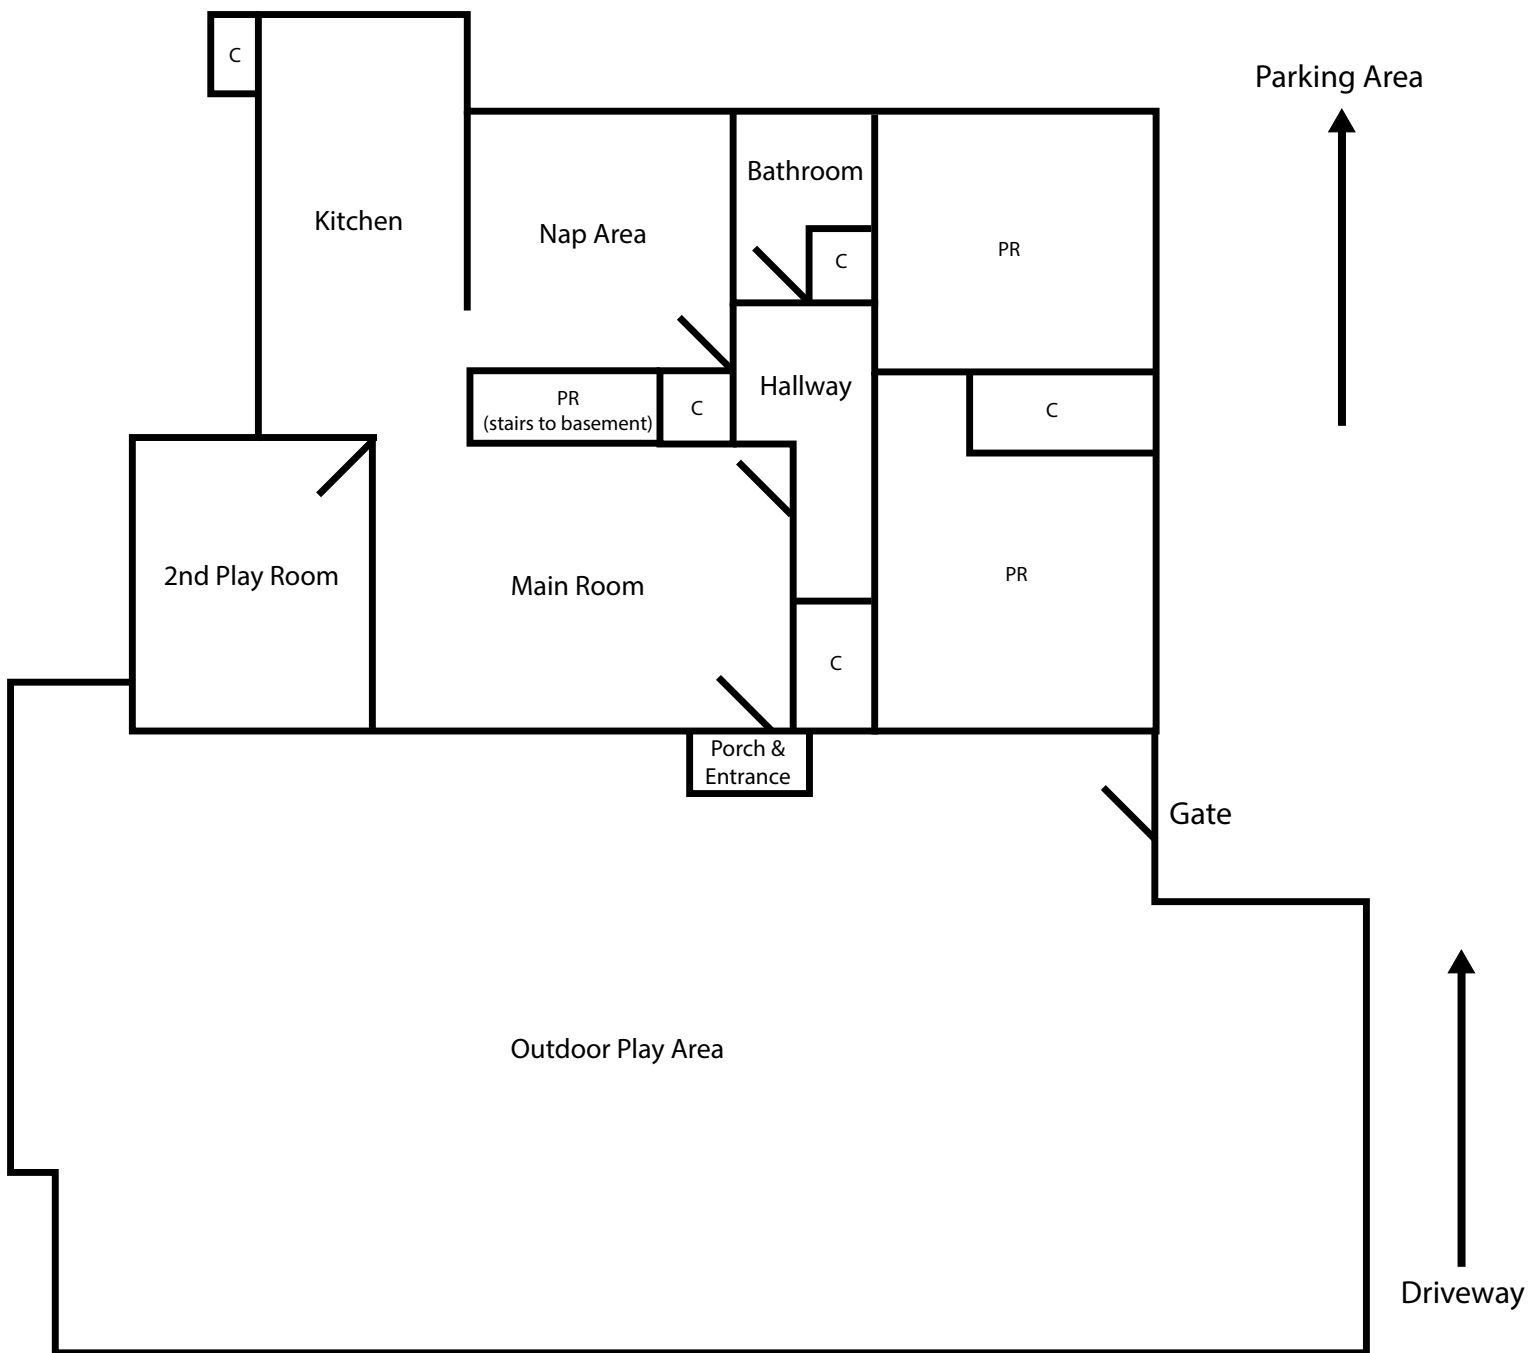 C
Parking Area
Bathroom
Kitchen
Nap Area
PR
C
Hallway
PR
(stairs to basement)
C
C
2nd Play Room
Main Room
PR
C
Porch &
Entrance
Gate
Outdoor Play Area
Driveway